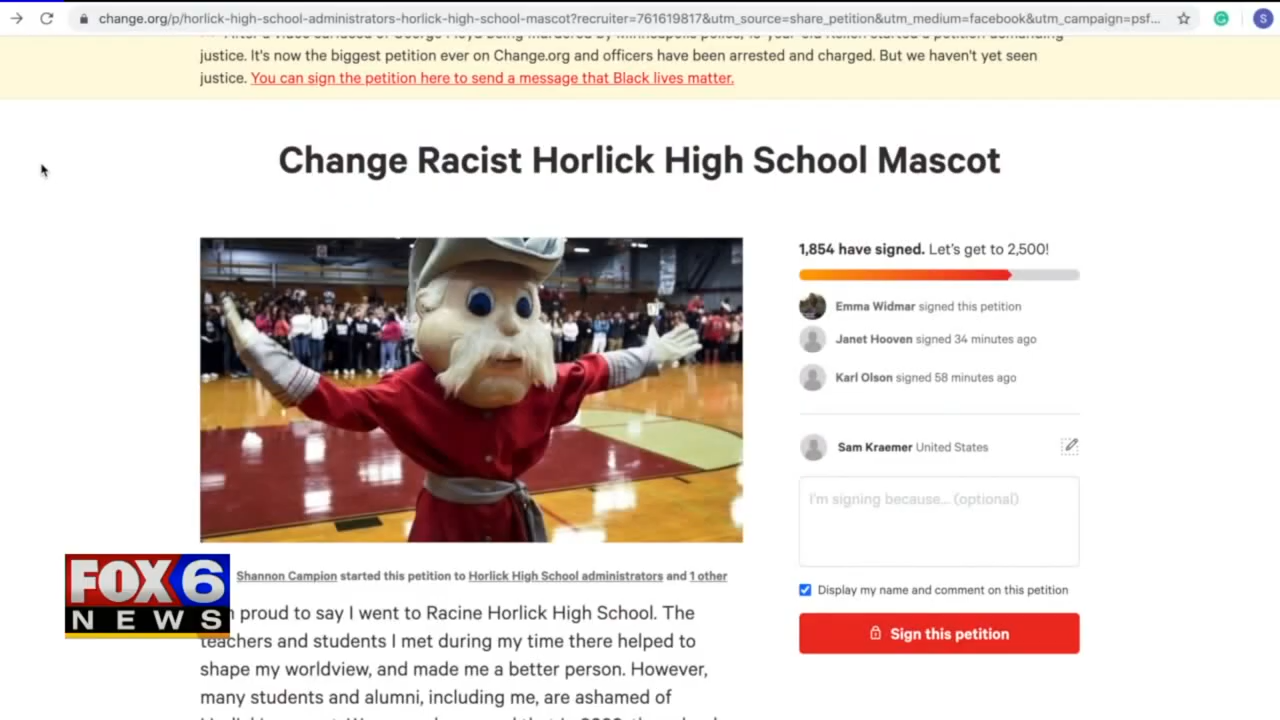 change.org/p/horlick-high-school-administrators-horlick-high-school-mascot?recruiter=761619817&utm_source=share_petition&utm_medium=facebook&utm_campaign=psf...
S
justice. It's now the biggest petition ever on Change.org and officers have been arrested and charged. But we haven't yet seen
justice. You can sign the petition here to send a message that Black lives matter.
Change Racist Horlick High School Mascot
1,854 have signed. Let's get to 2,500!
Emma Widmar signed this petition
Janet Hooven signed 34 minutes ago
Karl Olson signed 58 minutes ago
Sam Kraemer United States
I'm signing because... (optional)
Display my name and comment on this petition
Sign this petition
FOX6
NEWS
Shannon Campion started this petition to Horlick High School administrators and 1 other
proud to say I went to Racine Horlick High School. The
teachers and students I met during my time there helped to
shape my worldview, and made me a better person. However,
many students and alumni, including me, are ashamed of